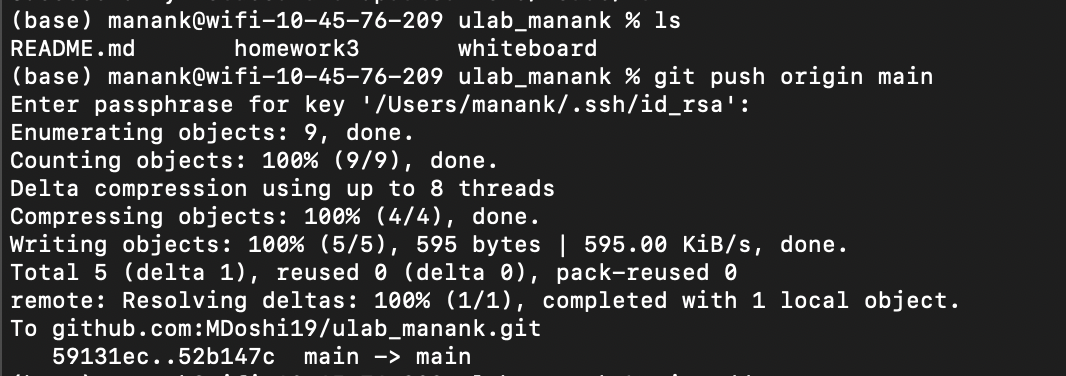 (base) manank@wifi-10-45-76-209 ulab_manank % ls
README.md homework3 whiteboard
(base) manank@wifi-10-45-76-209 ulab_manank % git push origin main
Enter passphrase for key '/Users/manank/.ssh/id_rsa':
Enumerating objects: 9, done.
Counting objects: 100% (9/9), done.
Delta compression using up to 8 threads
Compressing objects: 100% (4/4), done.
Writing objects: 100% (5/5), 595 bytes | 595.00 KiB/s, done.
Total 5 (delta 1), reused 0 (delta 0), pack-reused 0
remote: Resolving deltas: 100% (1/1), completed with 1 local object.
To github.com:MDoshi19/ulab_manank.git
59131ec..52b147c main -> main